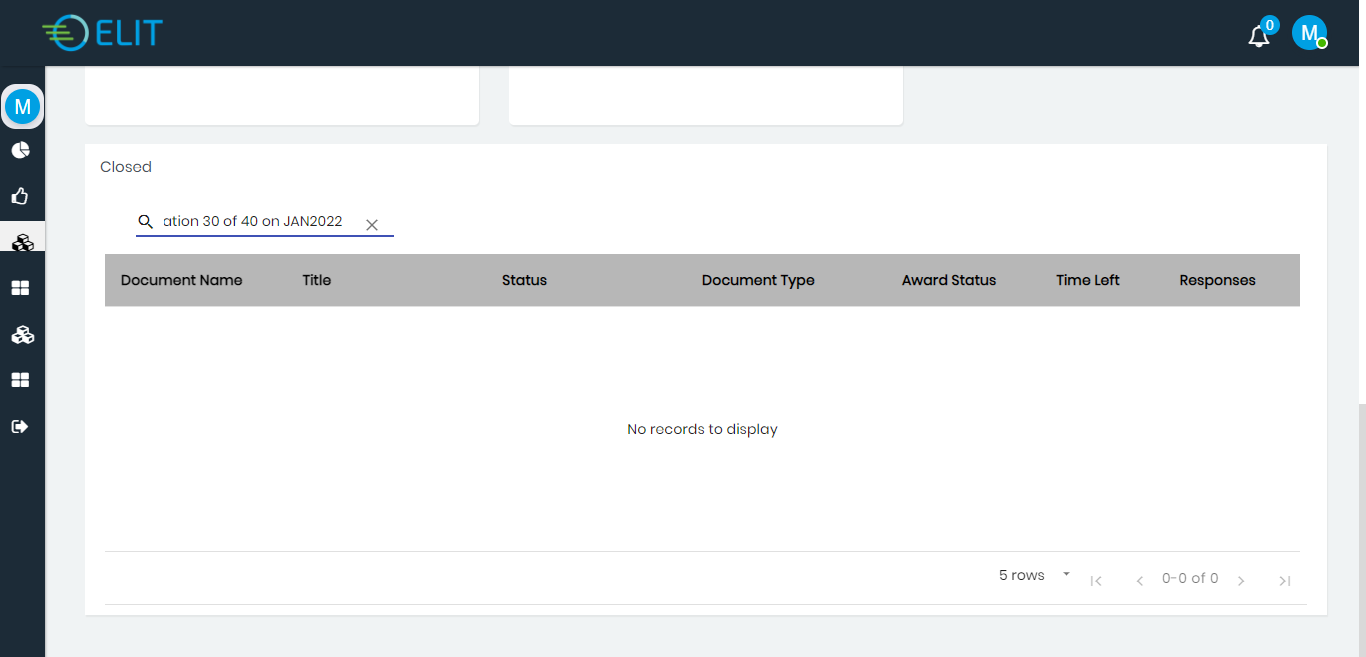 ELIT
0
M
M
Closed
ation 30 of 40 on JAN2022
Document Name Title Status Document Type Award Status Time Left Responses
No records to display
5 rows 0-0 of 0